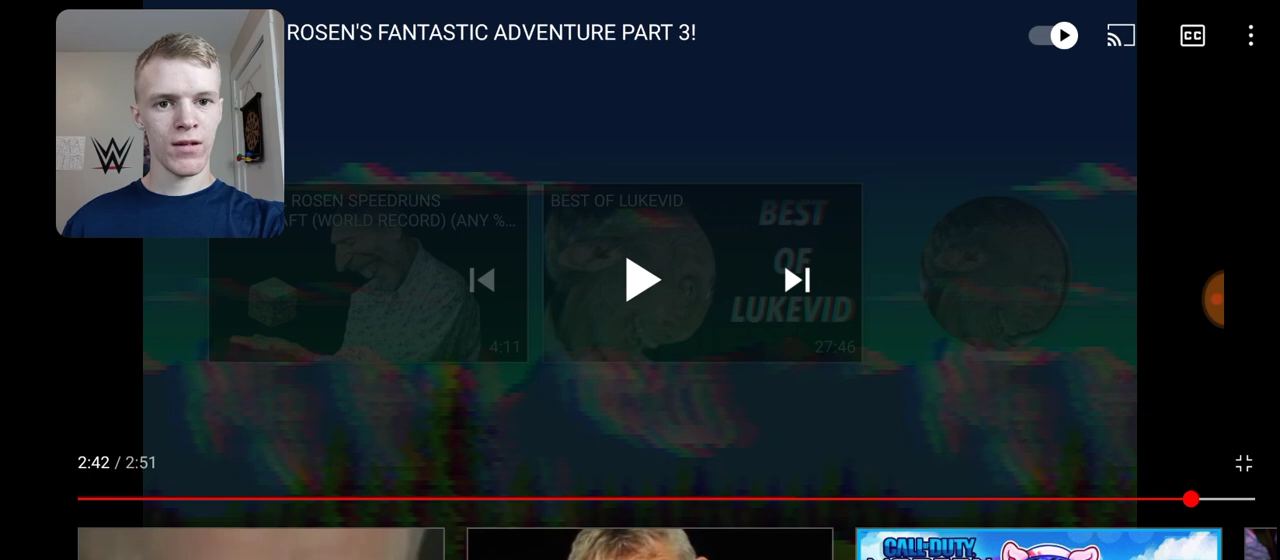 ROSEN'S FANTASTIC ADVENTURE PART 3!
CC
W
ROSEN SPEEDRUNS
AFT (WORLD RECORD) (ANY %...
4:11
BEST OF LUKEVID
BEST
OF
LUKEVID
27:46
2:42 / 2:51
CALL·DUTY